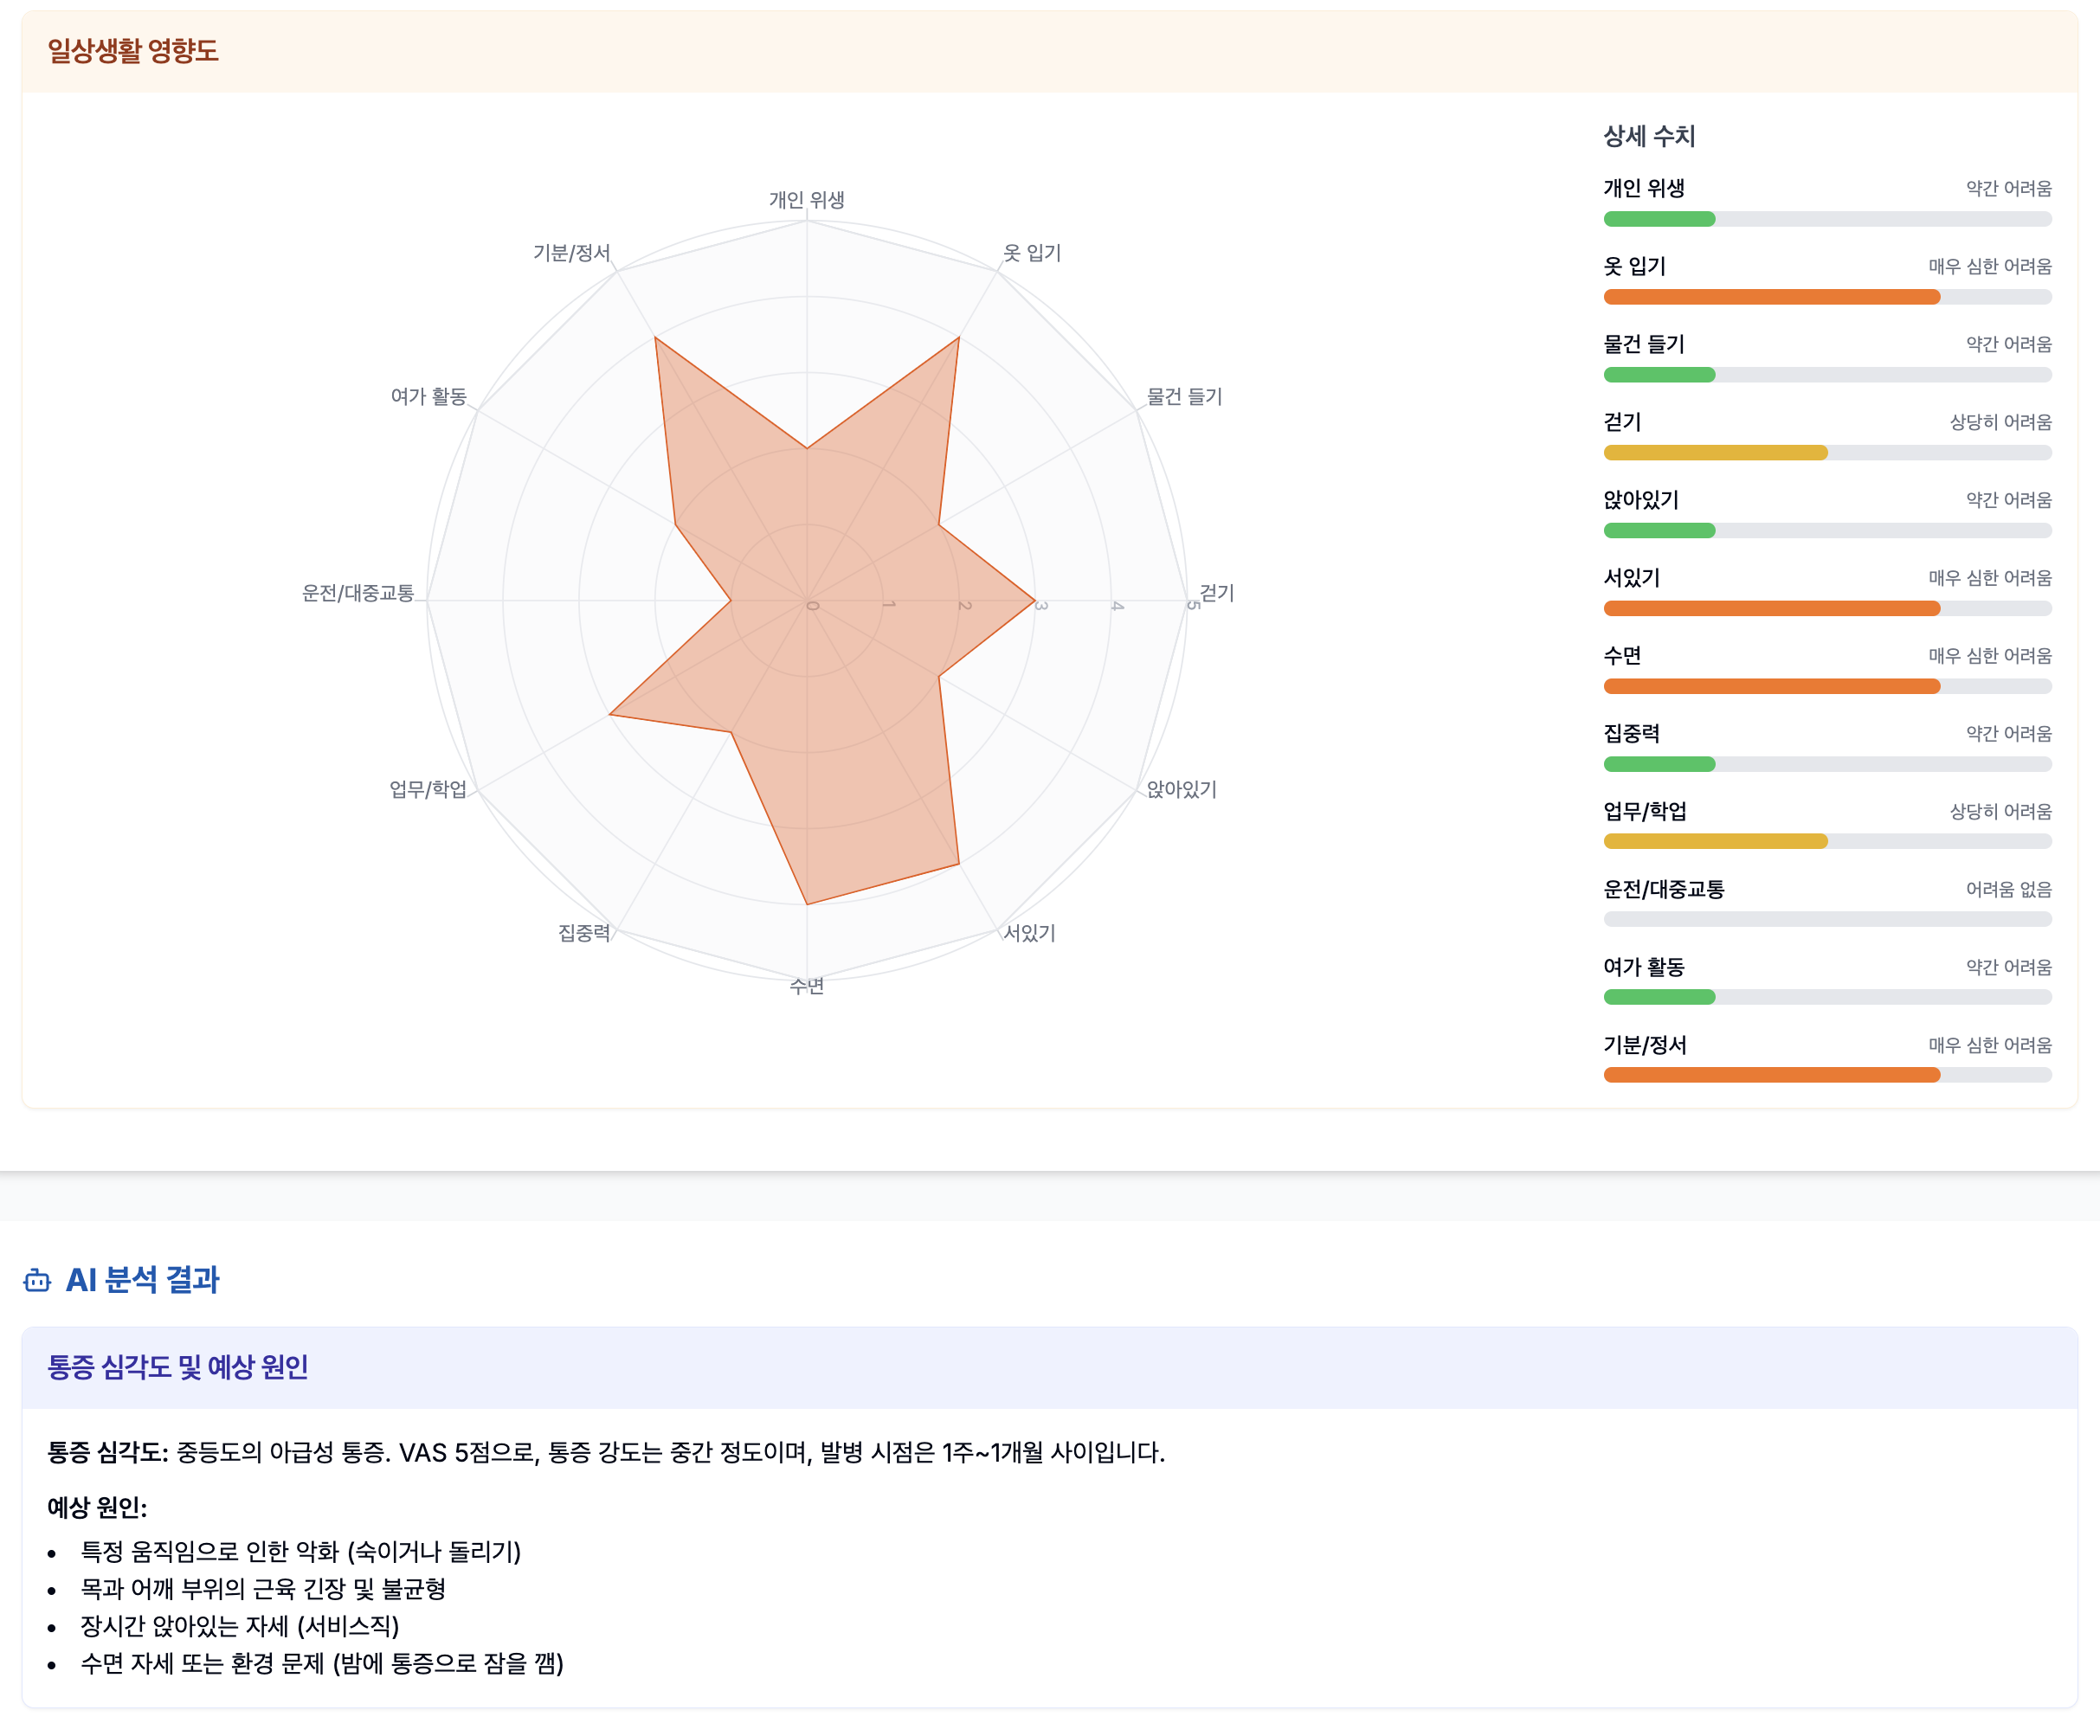 일상생활 영향도
개인 위생
옷 입기
물건 들기
걷기
앉아있기
서있기
수면
집중력
업무/학업
운전/대중교통
여가 활동
기분/정서
0 1 2 3 4 5
상세 수치
개인 위생 약간 어려움
옷 입기 매우 심한 어려움
물건 들기 약간 어려움
걷기 상당히 어려움
앉아있기 약간 어려움
서있기 매우 심한 어려움
수면 매우 심한 어려움
집중력 약간 어려움
업무/학업 상당히 어려움
운전/대중교통 어려움 없음
여가 활동 약간 어려움
기분/정서 매우 심한 어려움
AI 분석 결과
통증 심각도 및 예상 원인
통증 심각도: 중등도의 아급성 통증. VAS 5점으로, 통증 강도는 중간 정도이며, 발병 시점은 1주~1개월 사이입니다.
예상 원인:
• 특정 움직임으로 인한 악화 (숙이거나 돌리기)
• 목과 어깨 부위의 근육 긴장 및 불균형
• 장시간 앉아있는 자세 (서비스직)
• 수면 자세 또는 환경 문제 (밤에 통증으로 잠을 깸)